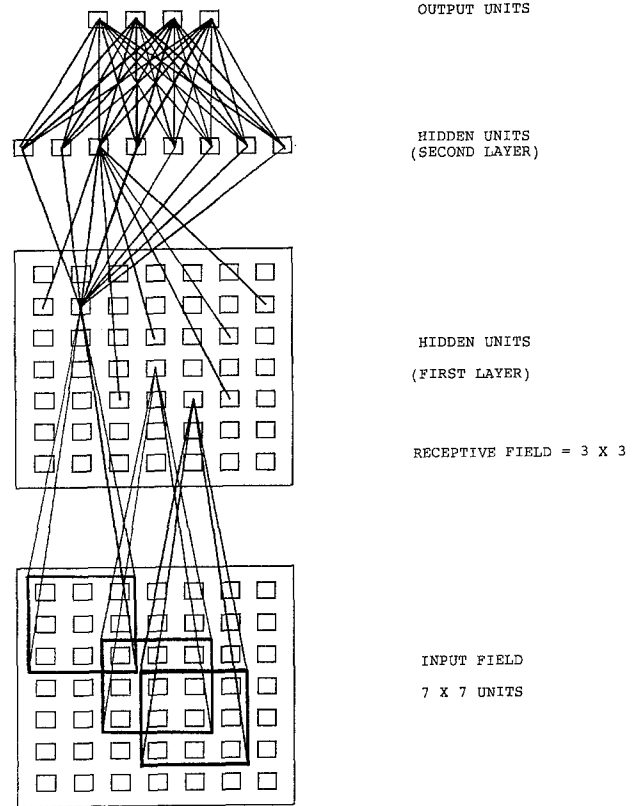 OUTPUT UNITS
HIDDEN UNITS
(SECOND LAYER)
HIDDEN UNITS
(FIRST LAYER)
RECEPTIVE FIELD = 3 X 3
INPUT FIELD
7 X 7 UNITS